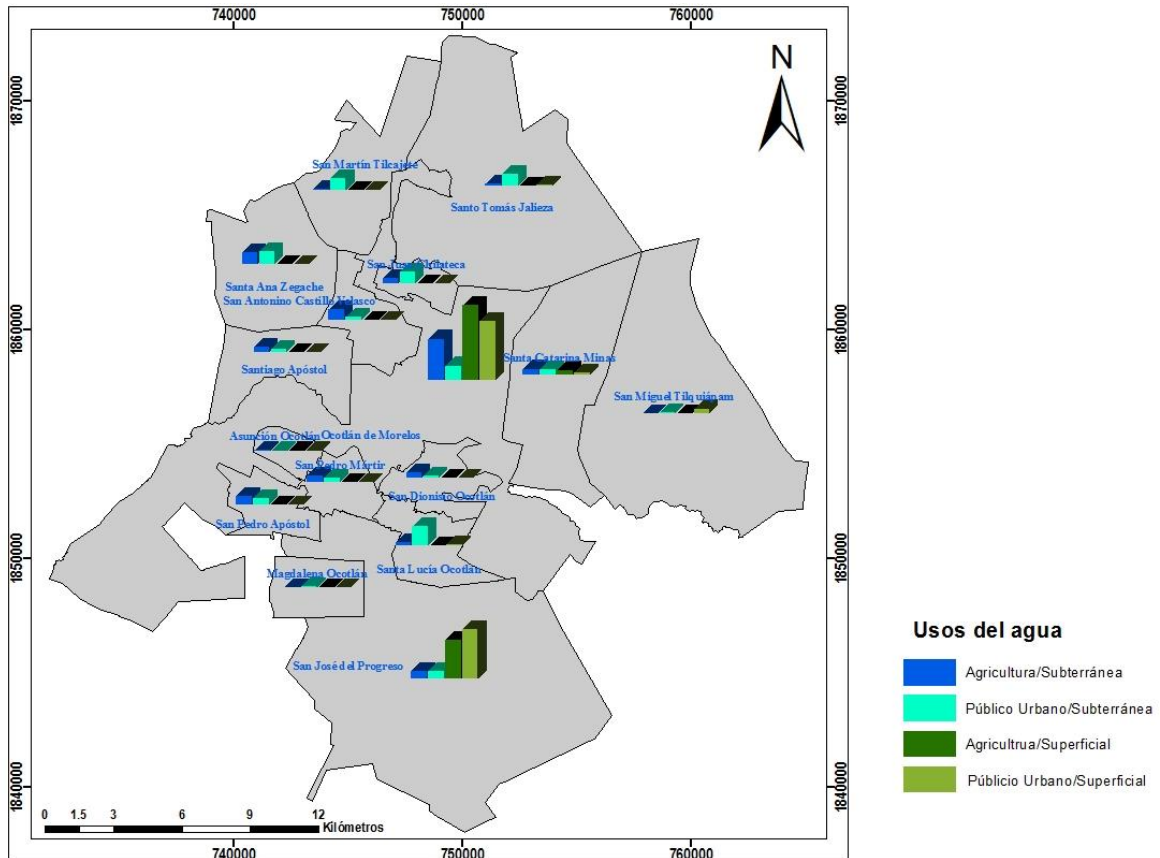 740000 750000 760000
1870000 1870000
N
San Martín Tilcajete
Santo Tomás Jalieza
San Juan Chilateca
Santa Ana Zegache
San Antonino Castillo Velasco
1860000 1860000
Santa Catarina Minas
Santiago Apóstol
San Miguel Tilquiápam
Asunción Ocotlán Ocotlán de Morelos
San Pedro Mártir
San Dionisio Ocotlán
San Pedro Apóstol
1850000 1850000
Santa Lucía Ocotlán
Magdalena Ocotlán
San José del Progreso
1840000 1840000
0 1.5 3 6 9 12
Kilómetros
740000 750000 760000
Usos del agua
Agricultura/Subterránea
Público Urbano/Subterránea
Agricultrua/Superficial
Públicio Urbano/Superficial